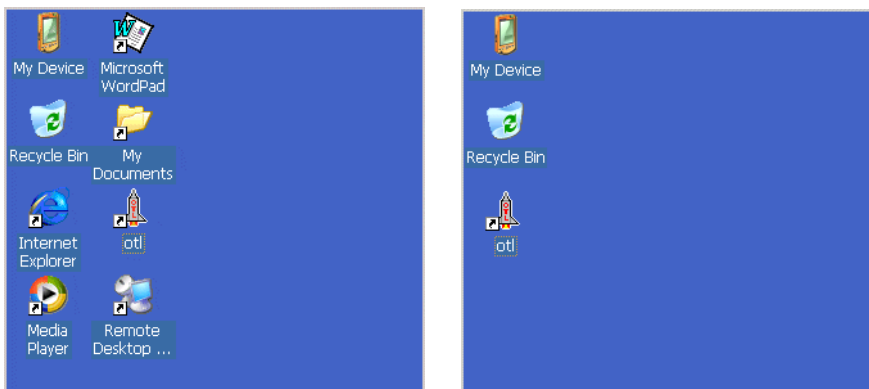 My Device
Microsoft
WordPad
Recycle Bin
My
Documents
Internet
Explorer
otl
Media
Player
Remote
Desktop ...
My Device
Recycle Bin
otl